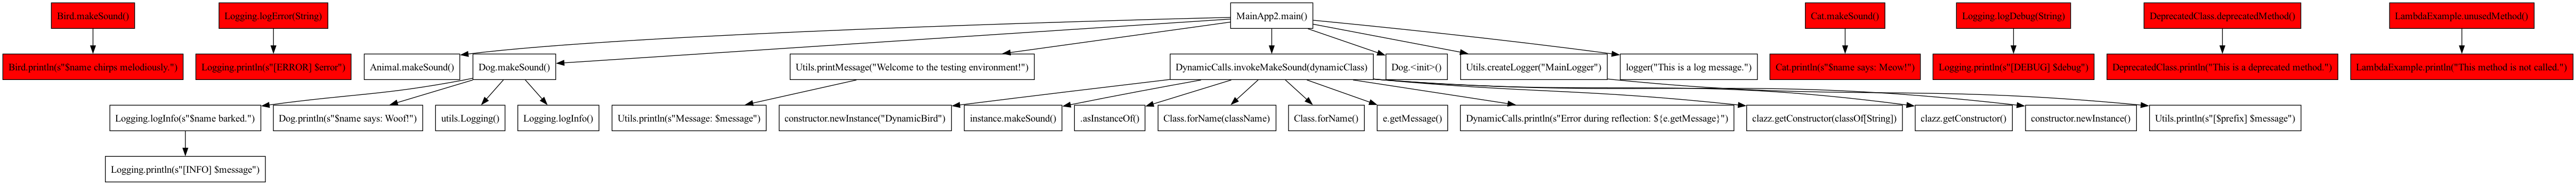 Bird.makeSound()
Logging.logError(String)
MainApp2.main()
Cat.makeSound()
Logging.logDebug(String)
DeprecatedClass.deprecatedMethod()
LambdaExample.unusedMethod()
Bird.println(s"$name chirps melodiously.")
Logging.println(s"[ERROR] $error")
Animal.makeSound()
Dog.makeSound()
Utils.printMessage("Welcome to the testing environment!")
DynamicCalls.invokeMakeSound(dynamicClass)
Dog.<init>()
Utils.createLogger("MainLogger")
logger("This is a log message.")
Cat.println(s"$name says: Meow!")
Logging.println(s"[DEBUG] $debug")
DeprecatedClass.println("This is a deprecated method.")
LambdaExample.println("This method is not called.")
Logging.logInfo(s"$name barked.")
Dog.println(s"$name says: Woof!")
utils.Logging()
Logging.logInfo()
Utils.println(s"Message: $message")
constructor.newInstance("DynamicBird")
instance.makeSound()
.asInstanceOf()
Class.forName(className)
Class.forName()
e.getMessage()
DynamicCalls.println(s"Error during reflection: ${e.getMessage}")
clazz.getConstructor(classOf[String])
clazz.getConstructor()
constructor.newInstance()
Utils.println(s"[$prefix] $message")
Logging.println(s"[INFO] $message")